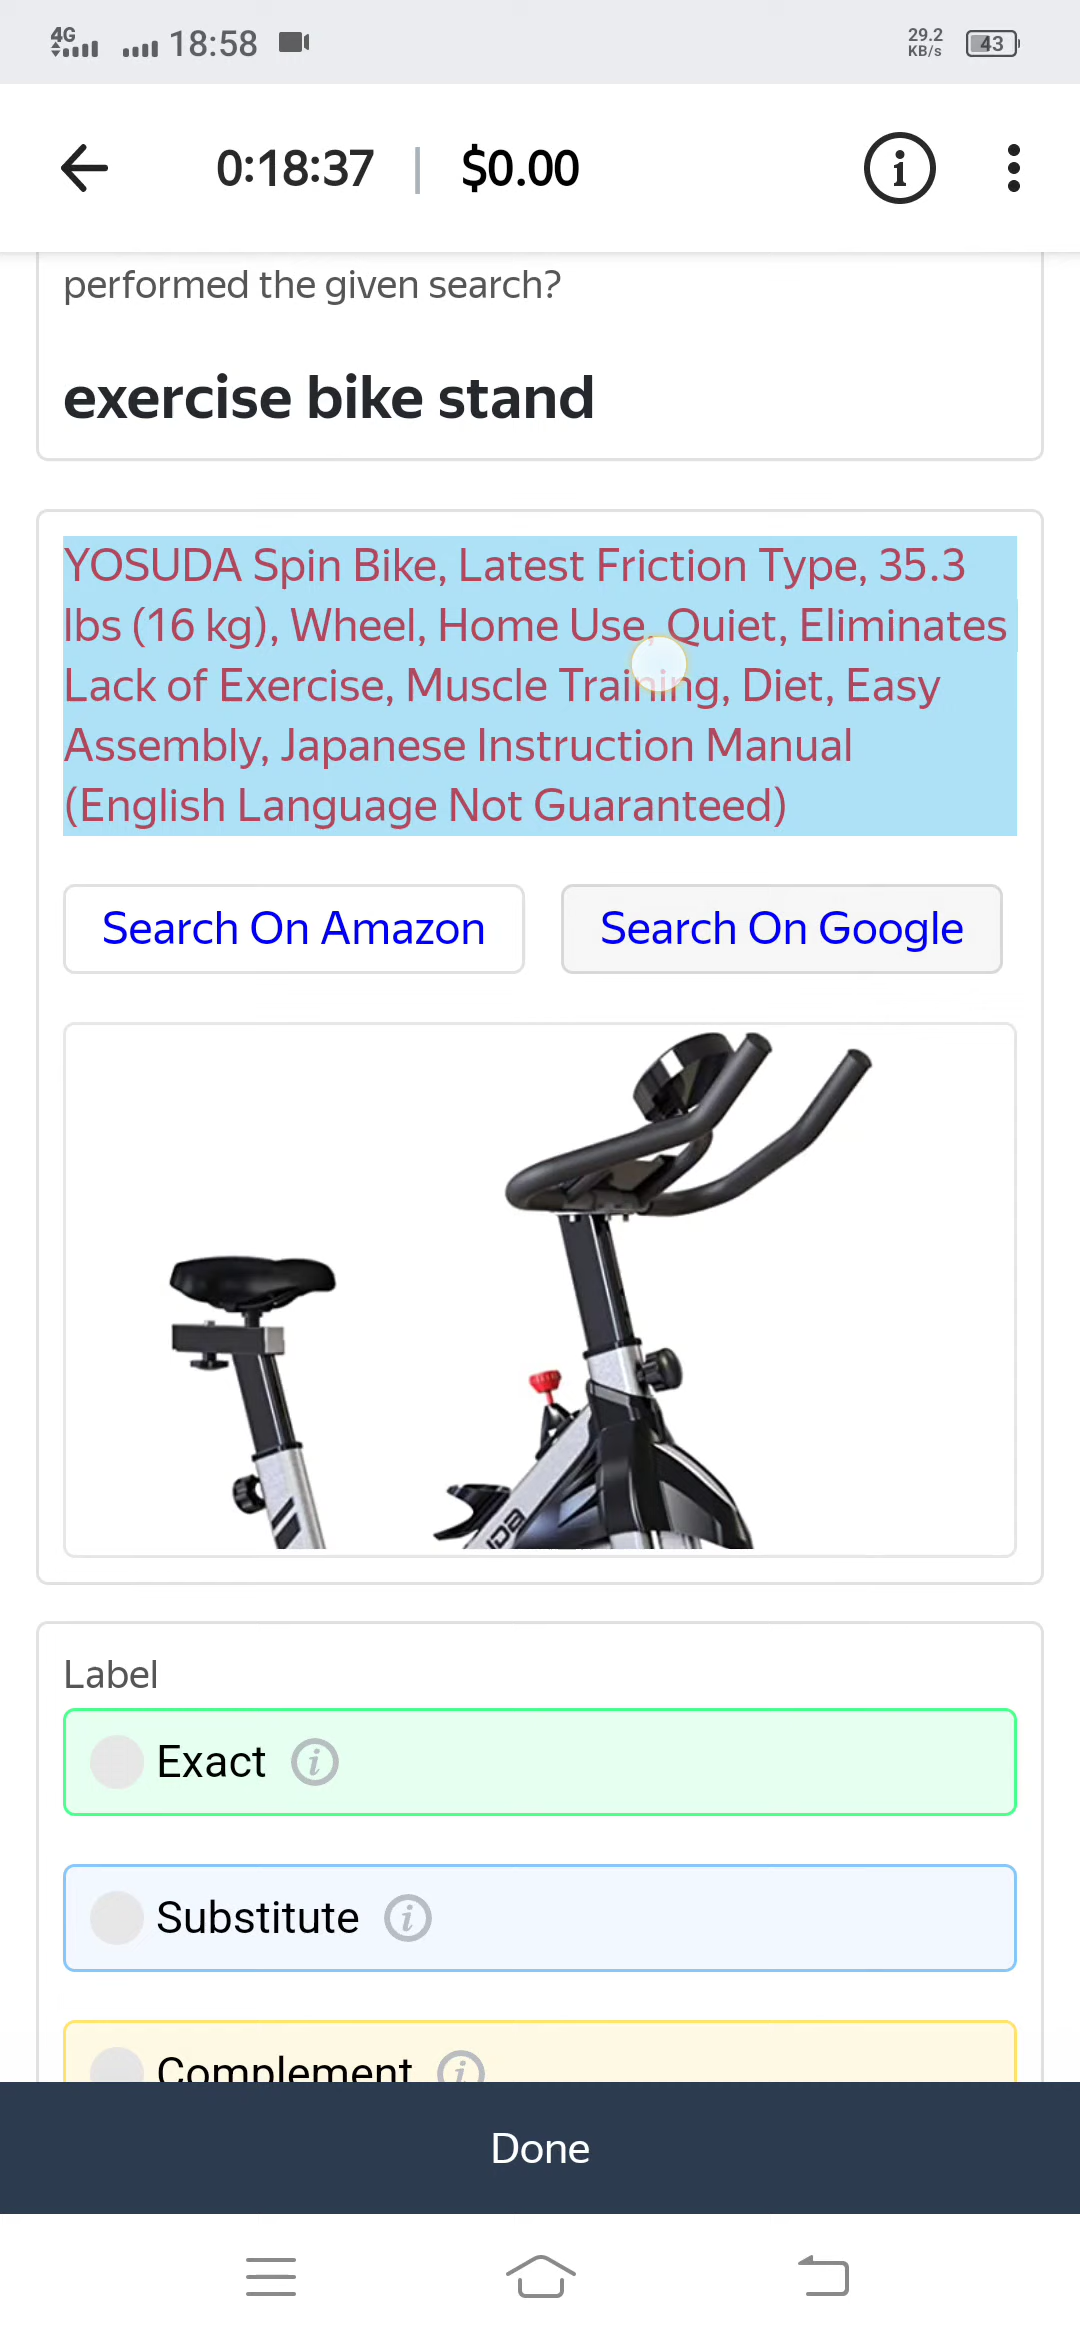 4G 18:58 29.2 KB/s 43
0:18:37 | $0.00
performed the given search?
exercise bike stand
YOSUDA Spin Bike, Latest Friction Type, 35.3
lbs (16 kg), Wheel, Home Use, Quiet, Eliminates
Lack of Exercise, Muscle Training, Diet, Easy
Assembly, Japanese Instruction Manual
(English Language Not Guaranteed)
Search On Amazon Search On Google
Label
Exact
Substitute
Complement
Done